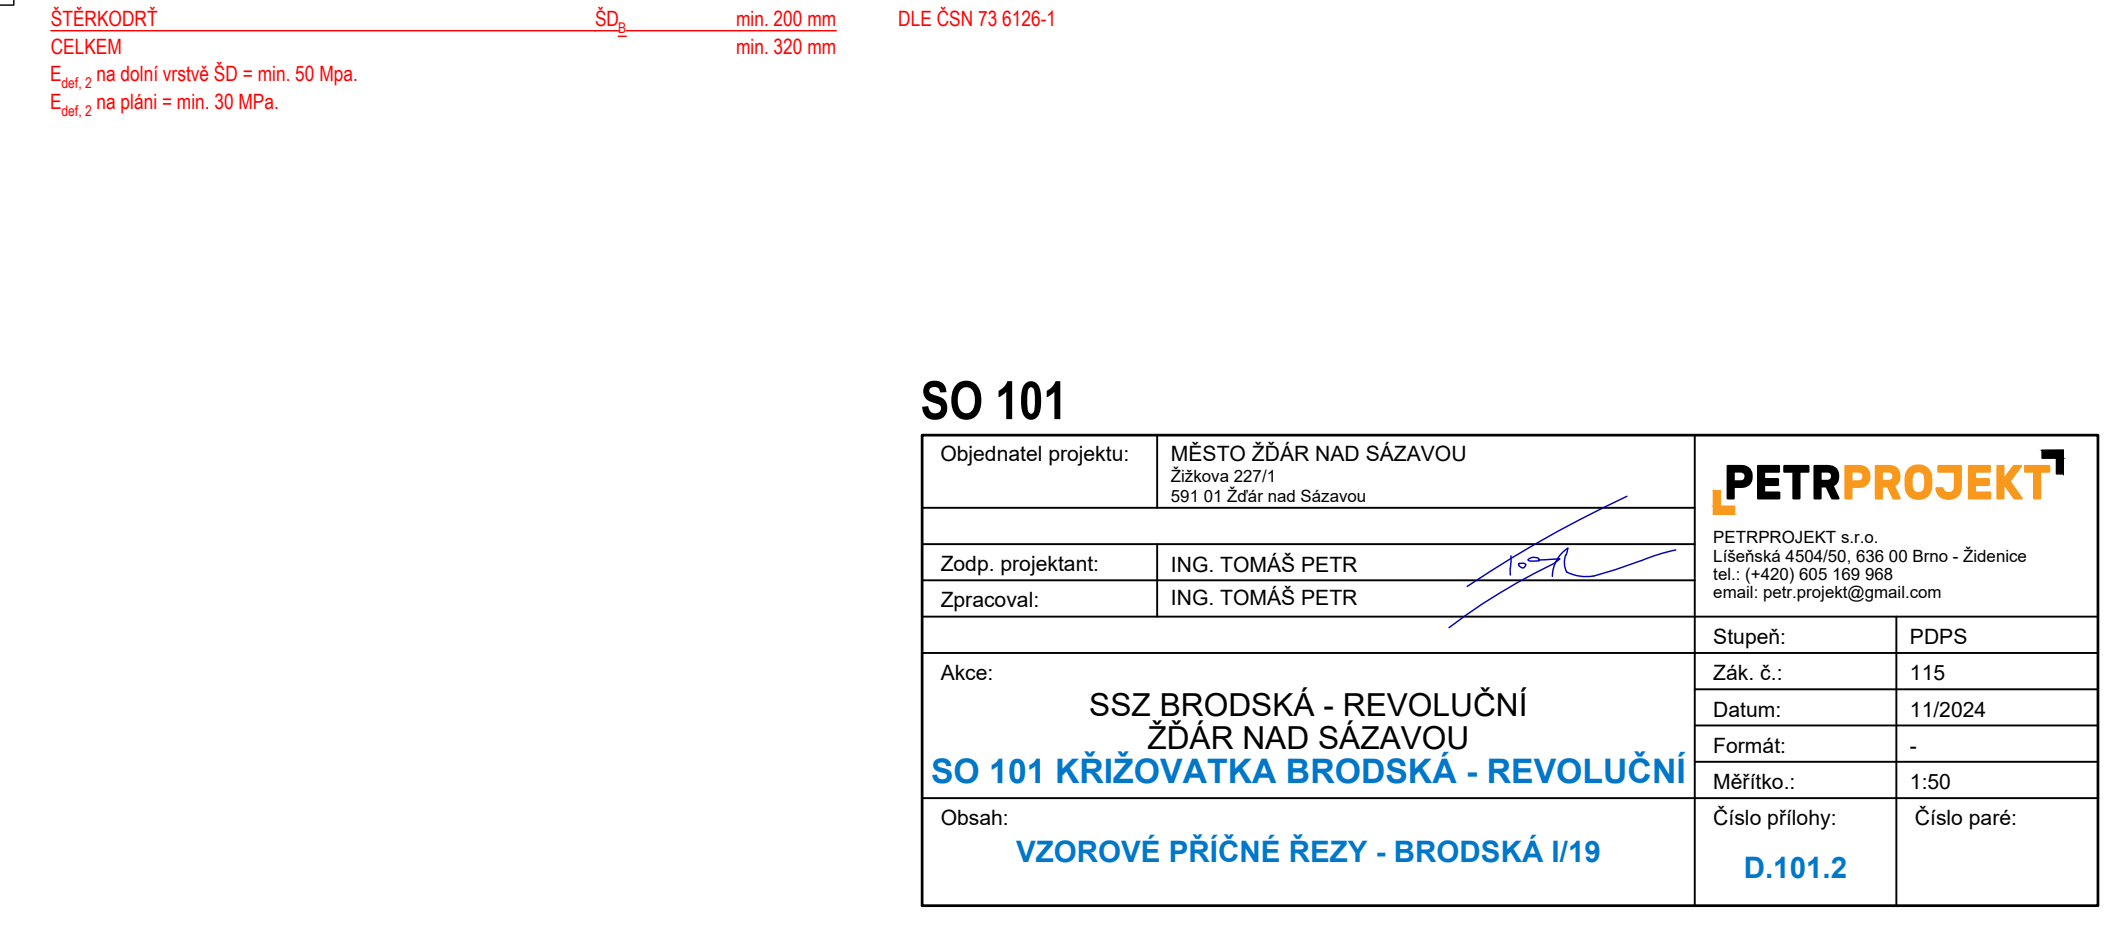 ŠTĚRKODRŤ ŠDB min. 200 mm DLE ČSN 73 6126-1
CELKEM min. 320 mm
Edef, 2 na dolní vrstvě ŠD = min. 50 Mpa.
Edef, 2 na pláni = min. 30 MPa.
SO 101
Objednatel projektu: MĚSTO ŽĎÁR NAD SÁZAVOU
Žižkova 227/1
591 01 Žďár nad Sázavou
PETRPROJEKT
PETRPROJEKT s.r.o.
Líšeňská 4504/50, 636 00 Brno - Židenice
tel.: (+420) 605 169 968
email: petr.projekt@gmail.com
Zodp. projektant: ING. TOMÁŠ PETR
Zpracoval: ING. TOMÁŠ PETR
Stupeň: PDPS
Zák. č.: 115
Datum: 11/2024
Formát: -
Měřítko.: 1:50
Akce:
SSZ BRODSKÁ - REVOLUČNÍ
ŽĎÁR NAD SÁZAVOU
SO 101 KŘIŽOVATKA BRODSKÁ - REVOLUČNÍ
Obsah:
VZOROVÉ PŘÍČNÉ ŘEZY - BRODSKÁ I/19
Číslo přílohy: Číslo paré:
D.101.2